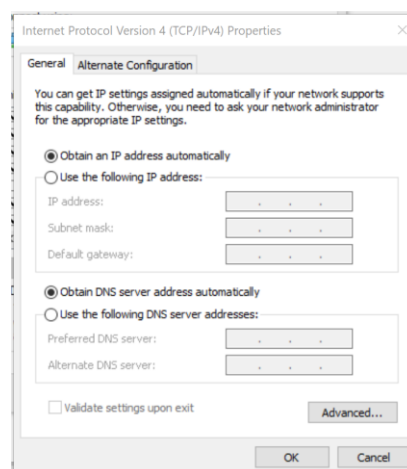 Internet Protocol Version 4 (TCP/IPv4) Properties
General
Alternate Configuration
You can get IP settings assigned automatically if your network supports
this capability. Otherwise, you need to ask your network administrator
for the appropriate IP settings.
Obtain an IP address automatically
Use the following IP address:
IP address:
Subnet mask:
Default gateway:
Obtain DNS server address automatically
Use the following DNS server addresses:
Preferred DNS server:
Alternate DNS server:
Validate settings upon exit
Advanced...
OK
Cancel